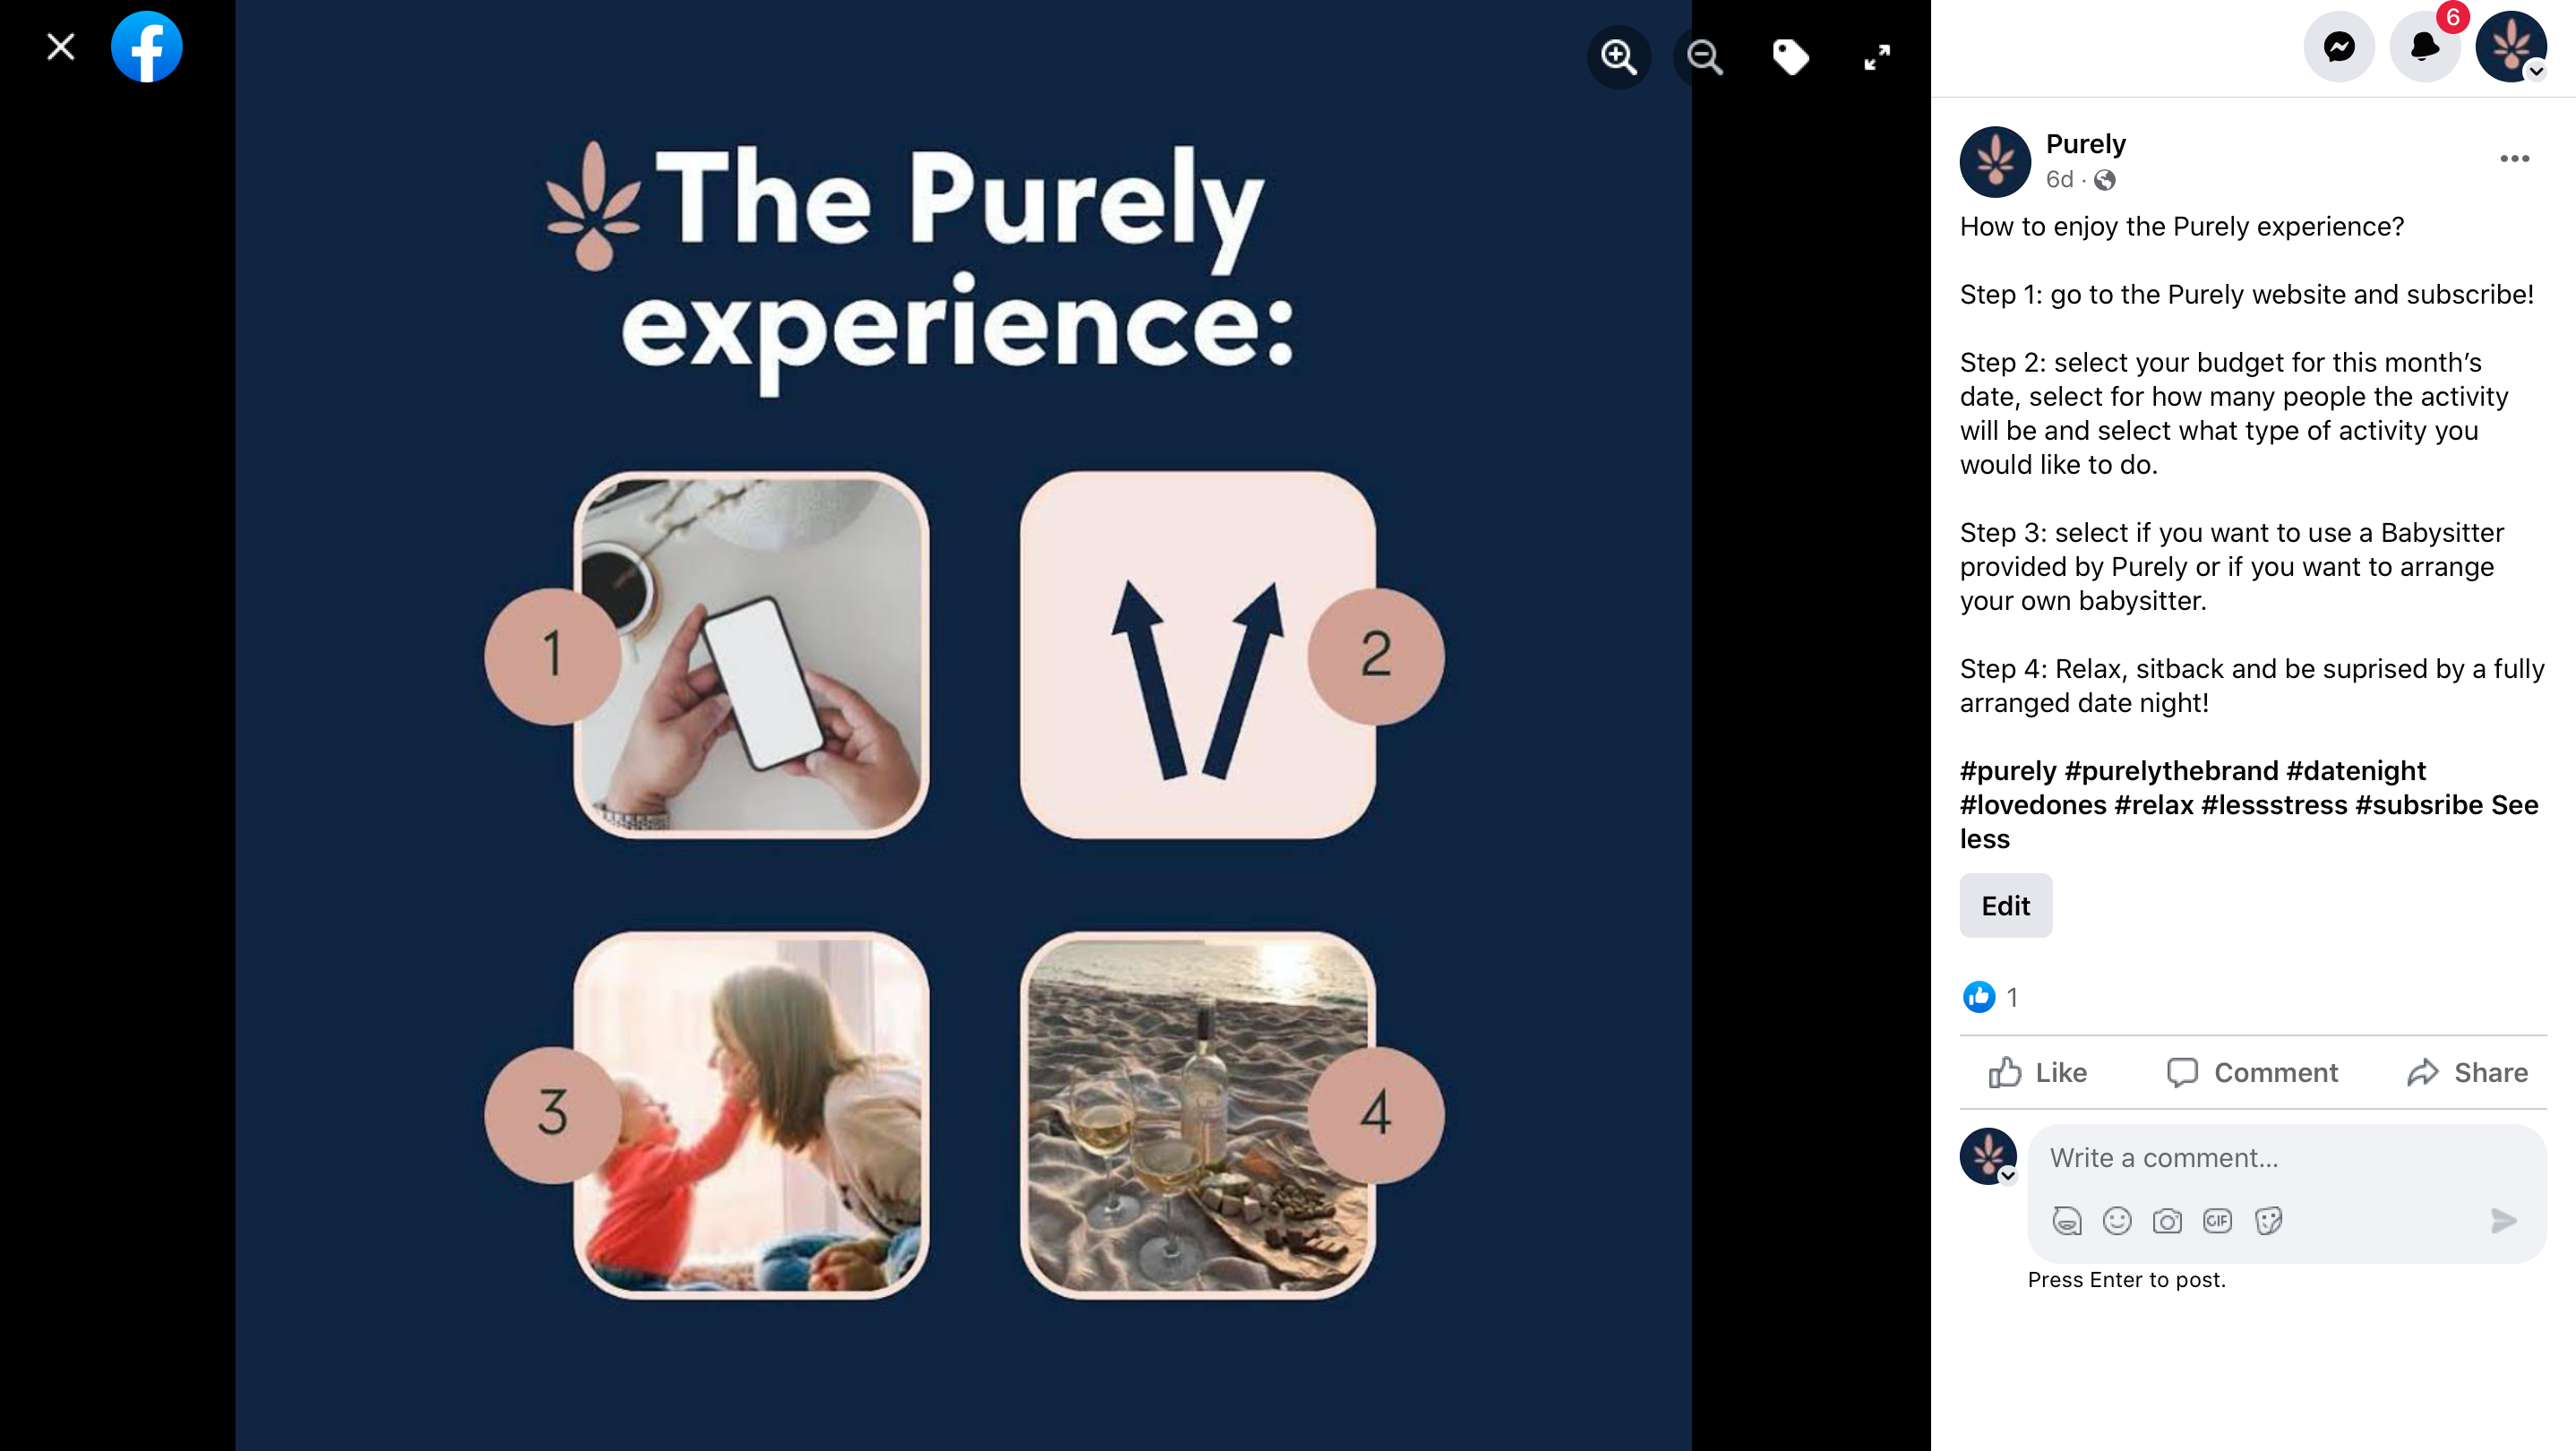 The Purely
experience:
1
2
3
4
6
Purely
6d ·
How to enjoy the Purely experience?
Step 1: go to the Purely website and subscribe!
Step 2: select your budget for this month’s
date, select for how many people the activity
will be and select what type of activity you
would like to do.
Step 3: select if you want to use a Babysitter
provided by Purely or if you want to arrange
your own babysitter.
Step 4: Relax, sitback and be suprised by a fully
arranged date night!
#purely #purelythebrand #datenight
#lovedones #relax #lessstress #subsribe See
less
Edit
1
Like Comment Share
Write a comment...
GIF
Press Enter to post.